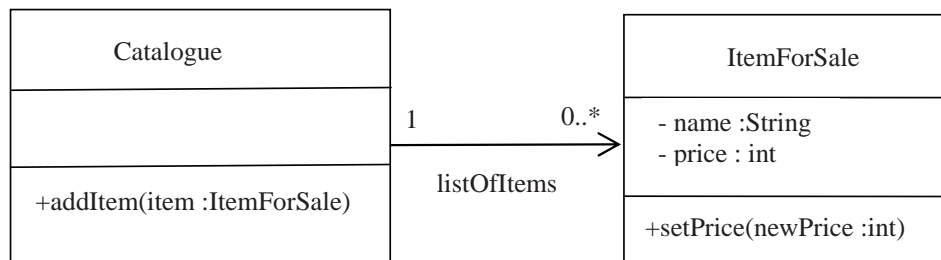 Catalogue
+addItem(item :ItemForSale)
1
0..*
listOfItems
ItemForSale
- name :String
- price : int
+setPrice(newPrice :int)